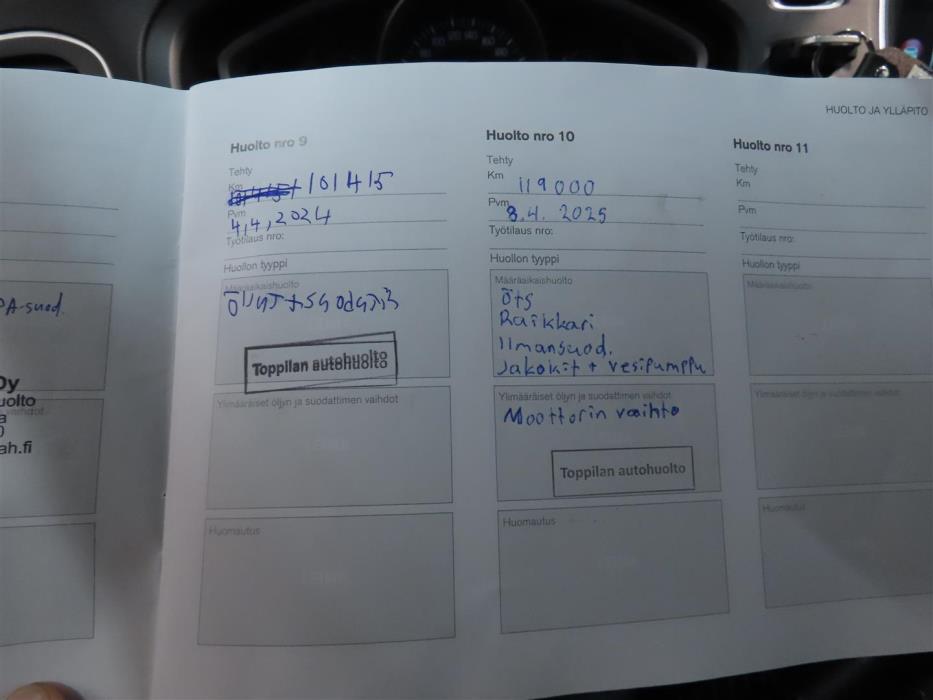 HUOLTO JA YLLÄPITO
PA-suod.
Oy
uolto
a
0
ah.fi
Huolto nro 9
Tehty
Km 101415
Pvm
4,4,2024
Työtilaus nro:
Huollon tyyppi
Määräaikaishuolto
Toppilan autohuolto
Ylimääräiset öljyn ja suodattimen vaihdot
Huomautus
Huolto nro 10
Tehty
Km 119000
Pvm 8.4. 2025
Työtilaus nro:
Huollon tyyppi
Määräaikaishuolto
öts
Raikkari
Ilmansuod.
Jakokit + vesipumppu
Ylimääräiset öljyn ja suodattimen vaihdot
Moottorin vaihto
Toppilan autohuolto
Huomautus
Huolto nro 11
Tehty
Km
Pvm
Työtilaus nro:
Huollon tyyppi
Määräaikaishuolto
Ylimääräiset öljyn ja suodattimen vaihdot
Huomautus